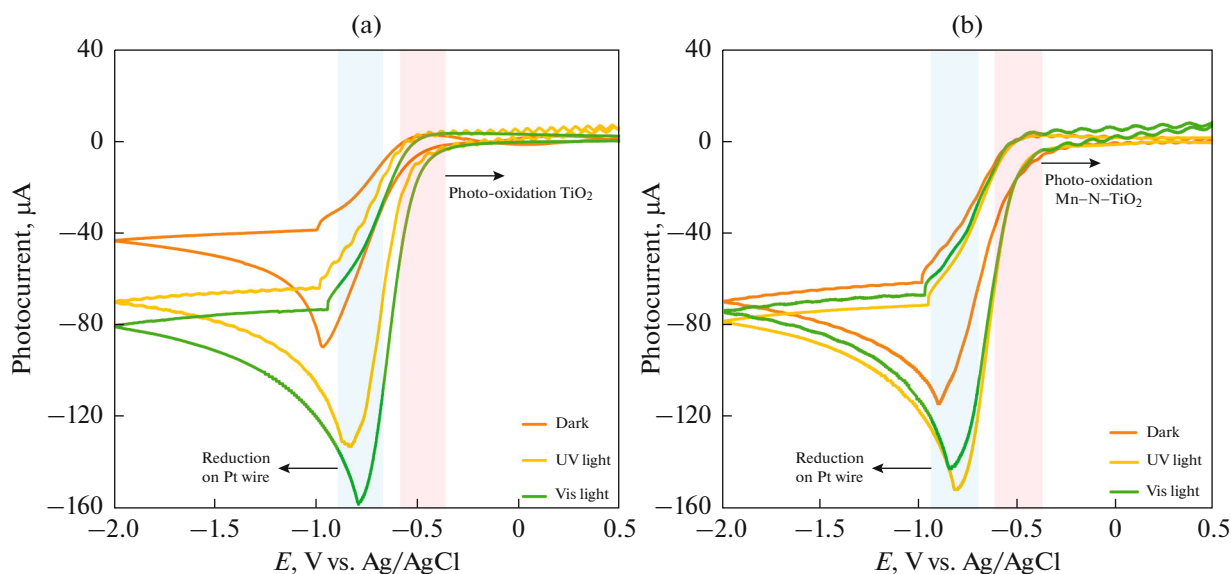 (a)
40
0
−40
−80
−120
−160
Photocurrent, μA
Photo-oxidation TiO2
Reduction
on Pt wire
Dark
UV light
Vis light
−2.0 −1.5 −1.0 −0.5 0 0.5
E, V vs. Ag/AgCl
(b)
40
0
−40
−80
−120
−160
Photocurrent, μA
Photo-oxidation
Mn–N–TiO2
Reduction
on Pt wire
Dark
UV light
Vis light
−2.0 −1.5 −1.0 −0.5 0 0.5
E, V vs. Ag/AgCl